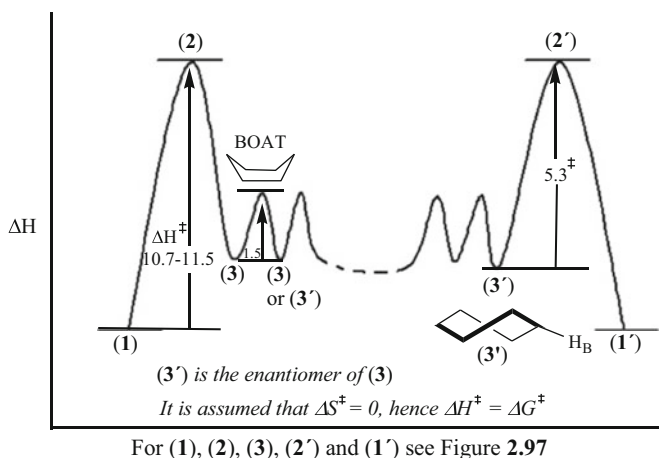 (2)
(2´)
BOAT
5.3‡
ΔH
ΔH‡
10.7-11.5
1.5
(3)
(3)
or (3´)
(3´)
(1)
(3')
HB
(1´)
(3´) is the enantiomer of (3)
It is assumed that ΔS‡ = 0, hence ΔH‡ = ΔG‡
For (1), (2), (3), (2´) and (1´) see Figure 2.97